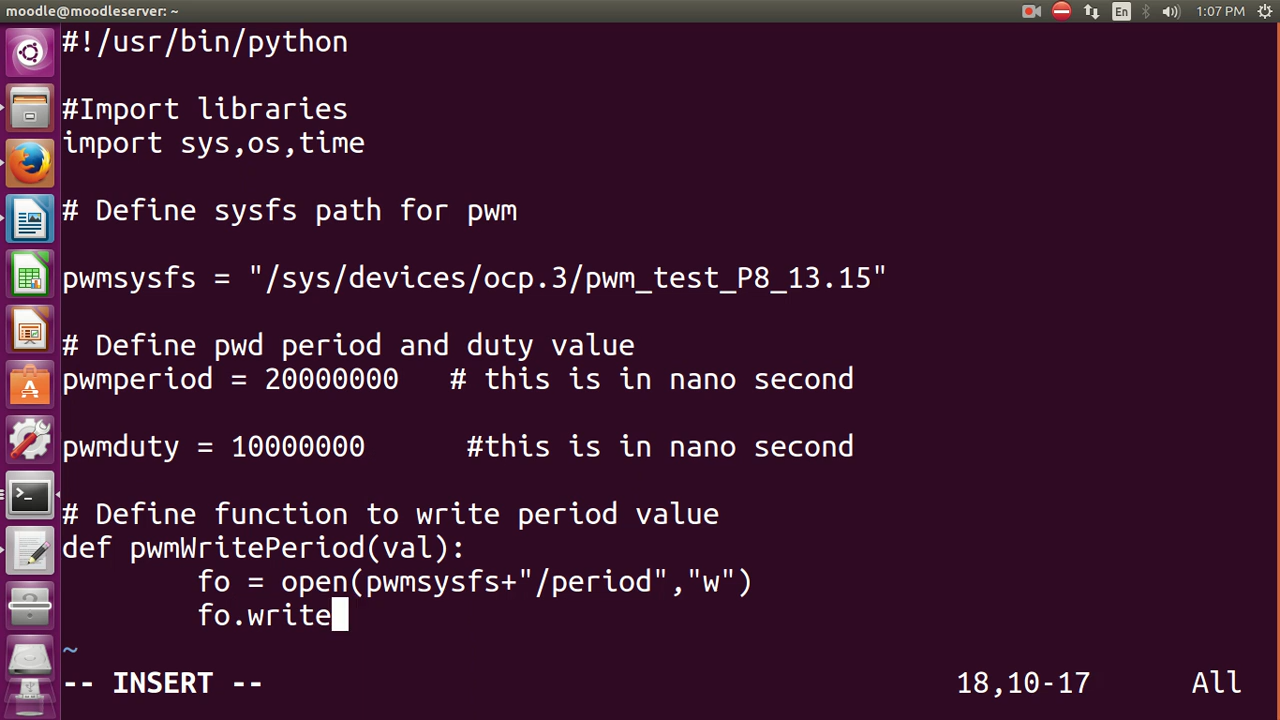 moodle@moodleserver: ~
En
1:07 PM
#!/usr/bin/python
#Import libraries
import sys,os,time
# Define sysfs path for pwm
pwmsysfs = "/sys/devices/ocp.3/pwm_test_P8_13.15"
# Define pwd period and duty value
pwmperiod = 20000000   # this is in nano second
pwmduty = 10000000      #this is in nano second
# Define function to write period value
def pwmWritePeriod(val):
        fo = open(pwmsysfs+"/period","w")
        fo.write
~
-- INSERT --
18,10-17
All